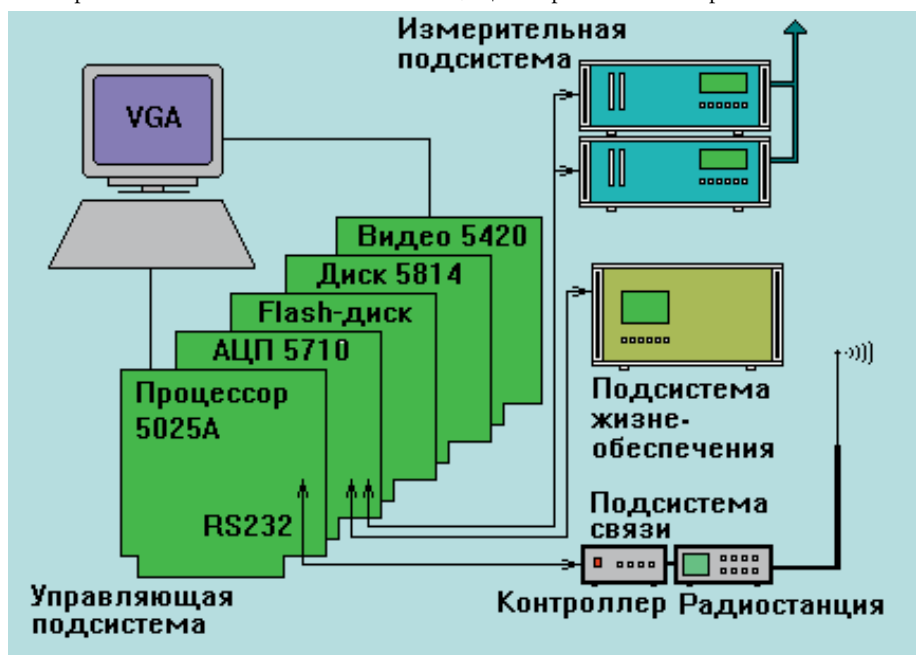 Измерительная
подсистема
VGA
Видео 5420
Диск 5814
Flash-диск
АЦП 5710
Процессор
5025А
RS232
Подсистема
жизне-
обеспечения
Подсистема
связи
Управляющая
подсистема
Контроллер
Радиостанция